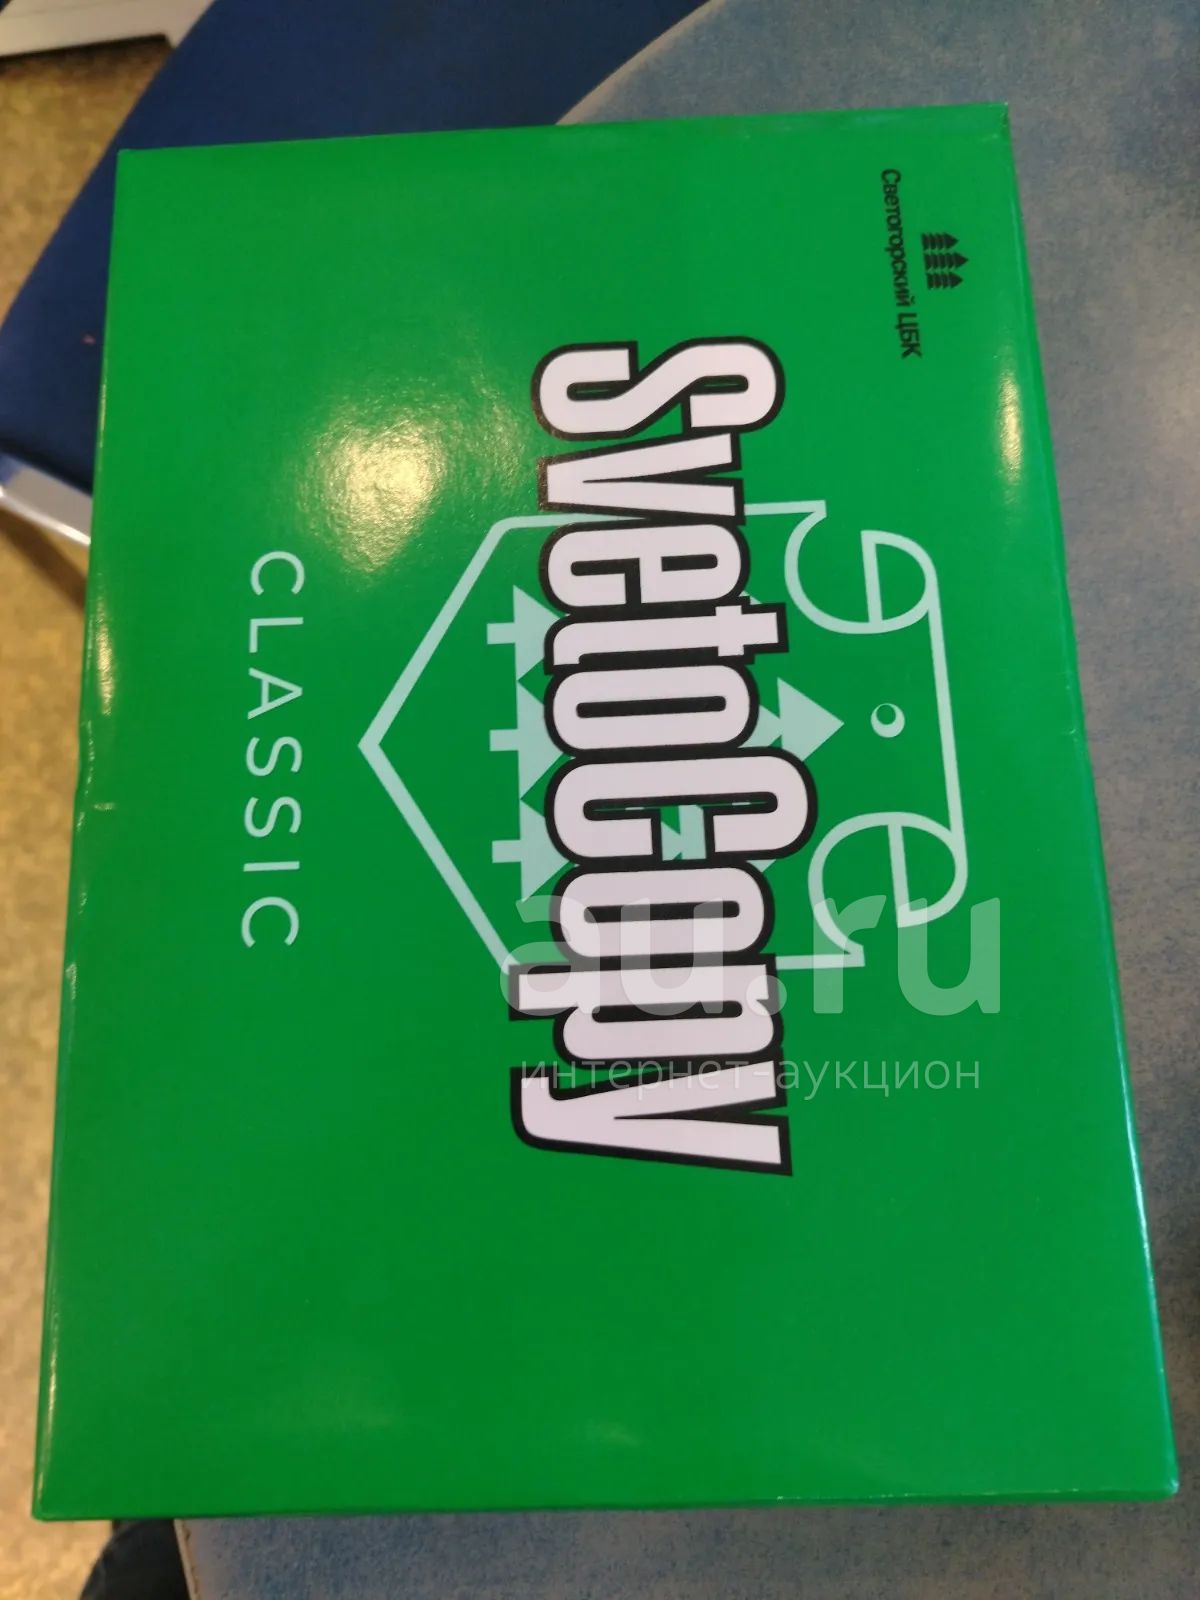 Светогорский ЦБК
SvetoCopy
CLASSIC
au.ru
интернет-аукцион